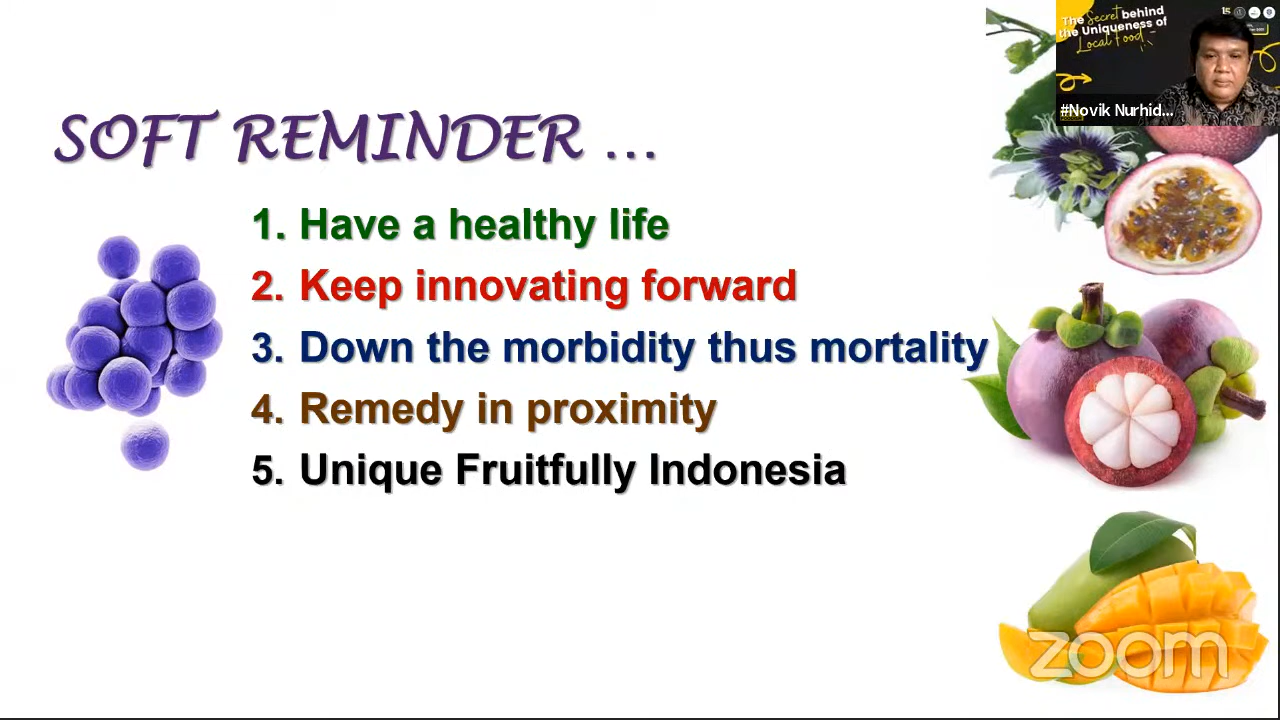 SOFT REMINDER ...
1. Have a healthy life
2. Keep innovating forward
3. Down the morbidity thus mortality
4. Remedy in proximity
5. Unique Fruitfully Indonesia
The Secret behind
the Uniqueness of
Local Food
#Novik Nurhid...
zoom